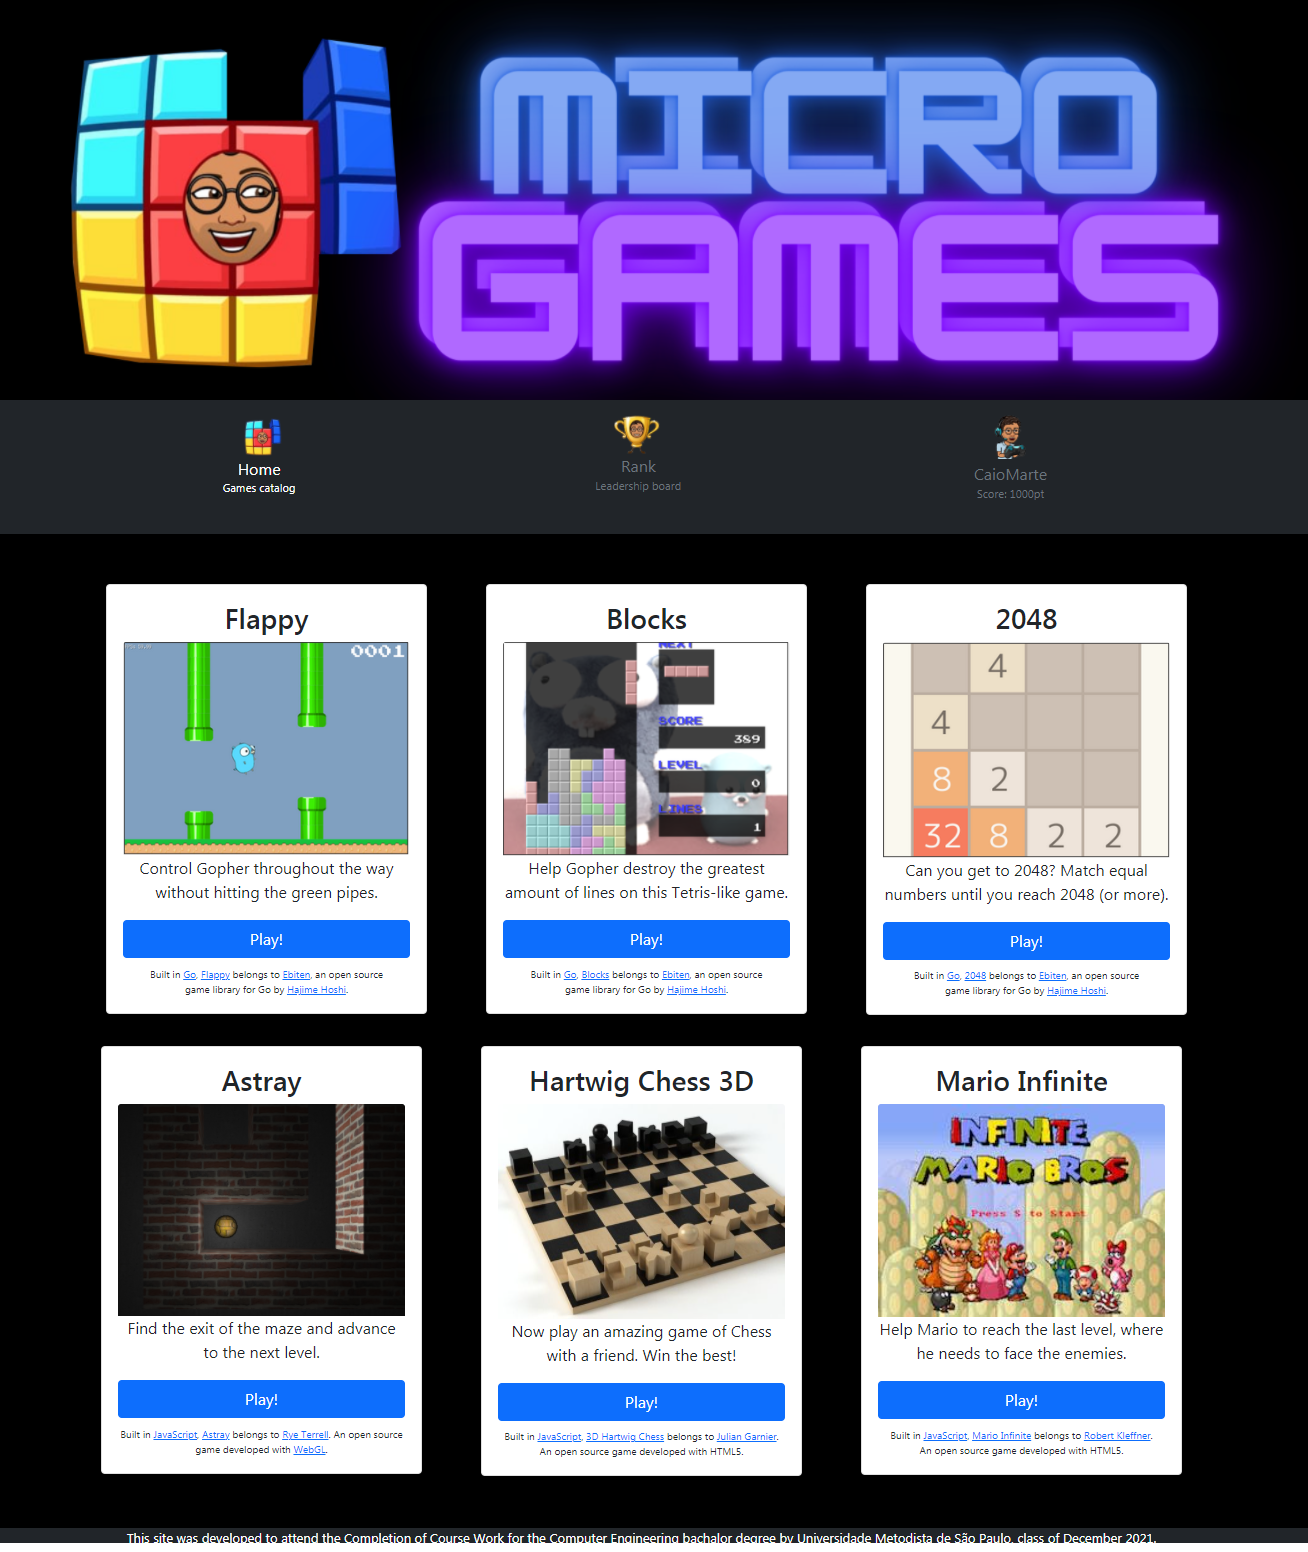 MICRO
GAMES
Home
Games catalog
Rank
Leadership board
CaioMarte
Score: 1000pt
Flappy
0001
Control Gopher throughout the way
without hitting the green pipes.
Play!
Built in Go, Flappy belongs to Ebiten, an open source
game library for Go by Hajime Hoshi.
Blocks
NEXT
SCORE
389
LEVEL
0
LINES
1
Help Gopher destroy the greatest
amount of lines on this Tetris-like game.
Play!
Built in Go, Blocks belongs to Ebiten, an open source
game library for Go by Hajime Hoshi.
2048
4
4
8 2
32 8 2 2
Can you get to 2048? Match equal
numbers until you reach 2048 (or more).
Play!
Built in Go, 2048 belongs to Ebiten, an open source
game library for Go by Hajime Hoshi.
Astray
Find the exit of the maze and advance
to the next level.
Play!
Built in JavaScript, Astray belongs to Rye Terrell. An open source
game developed with WebGL.
Hartwig Chess 3D
Now play an amazing game of Chess
with a friend. Win the best!
Play!
Built in JavaScript, 3D Hartwig Chess belongs to Julian Garnier.
An open source game developed with HTML5.
Mario Infinite
INFINITE
MARIO BROS
Press S to Start
Help Mario to reach the last level, where
he needs to face the enemies.
Play!
Built in JavaScript, Mario Infinite belongs to Robert Kleffner.
An open source game developed with HTML5.
This site was developed to attend the Completion of Course Work for the Computer Engineering bachalor degree by Universidade Metodista de São Paulo, class of December 2021.